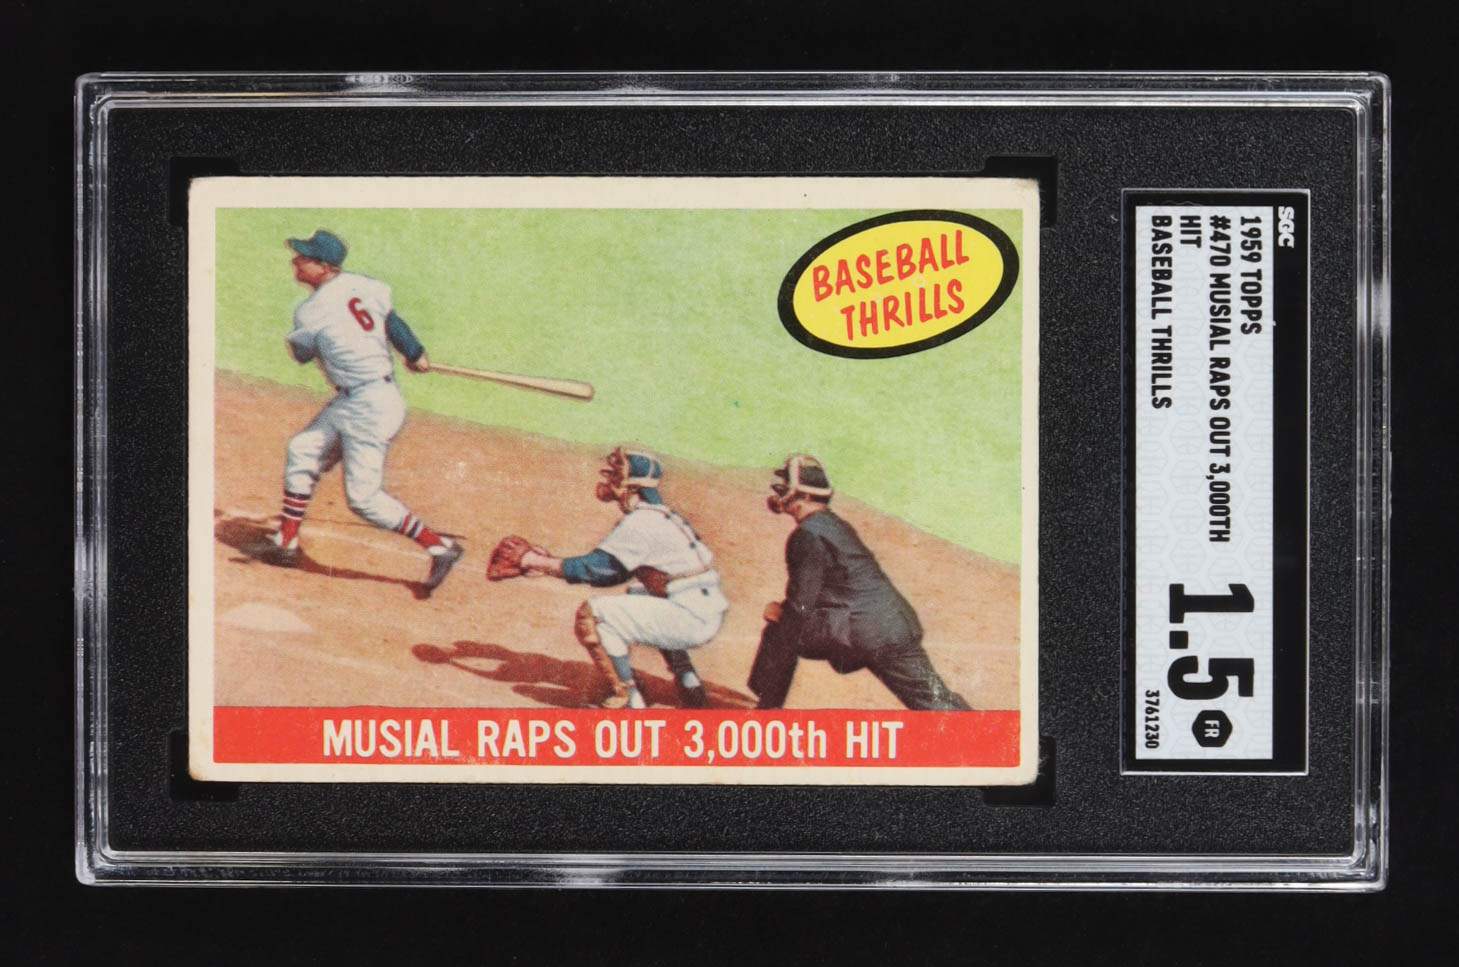 BASEBALL
THRILLS
6
MUSIAL RAPS OUT 3,000th HIT
SGC
1959 TOPPS
#470 MUSIAL RAPS OUT 3,000TH
HIT
BASEBALL THRILLS
1.5
FR
3761230